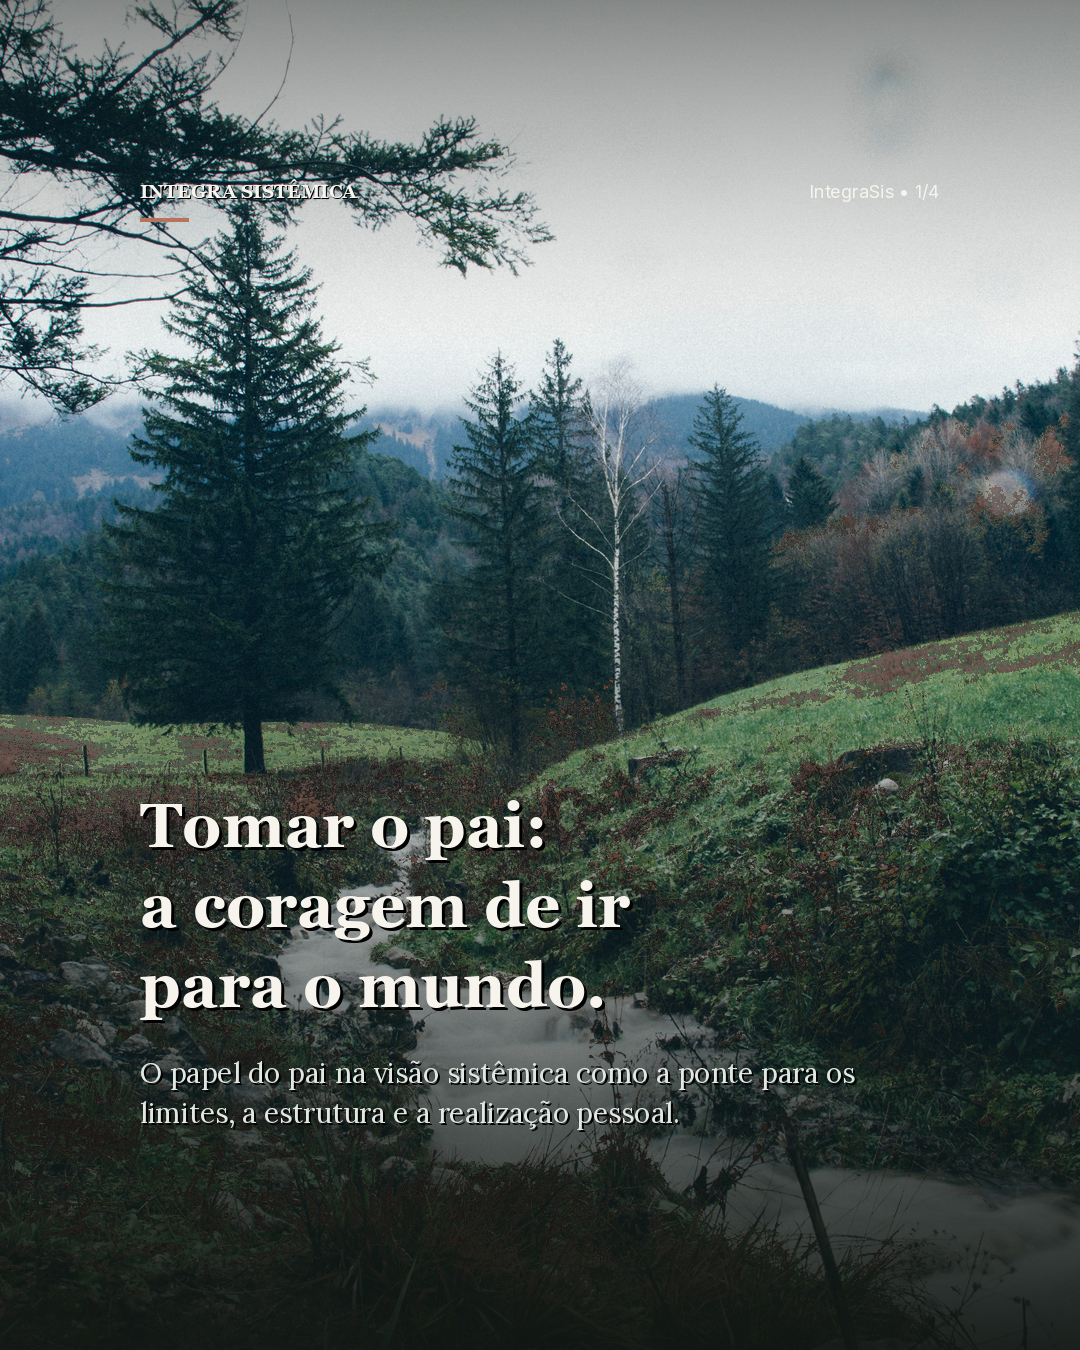 INTEGRA SISTÊMICA
IntegraSis • 1/4
Tomar o pai:
a coragem de ir
para o mundo.
O papel do pai na visão sistêmica como a ponte para os
limites, a estrutura e a realização pessoal.